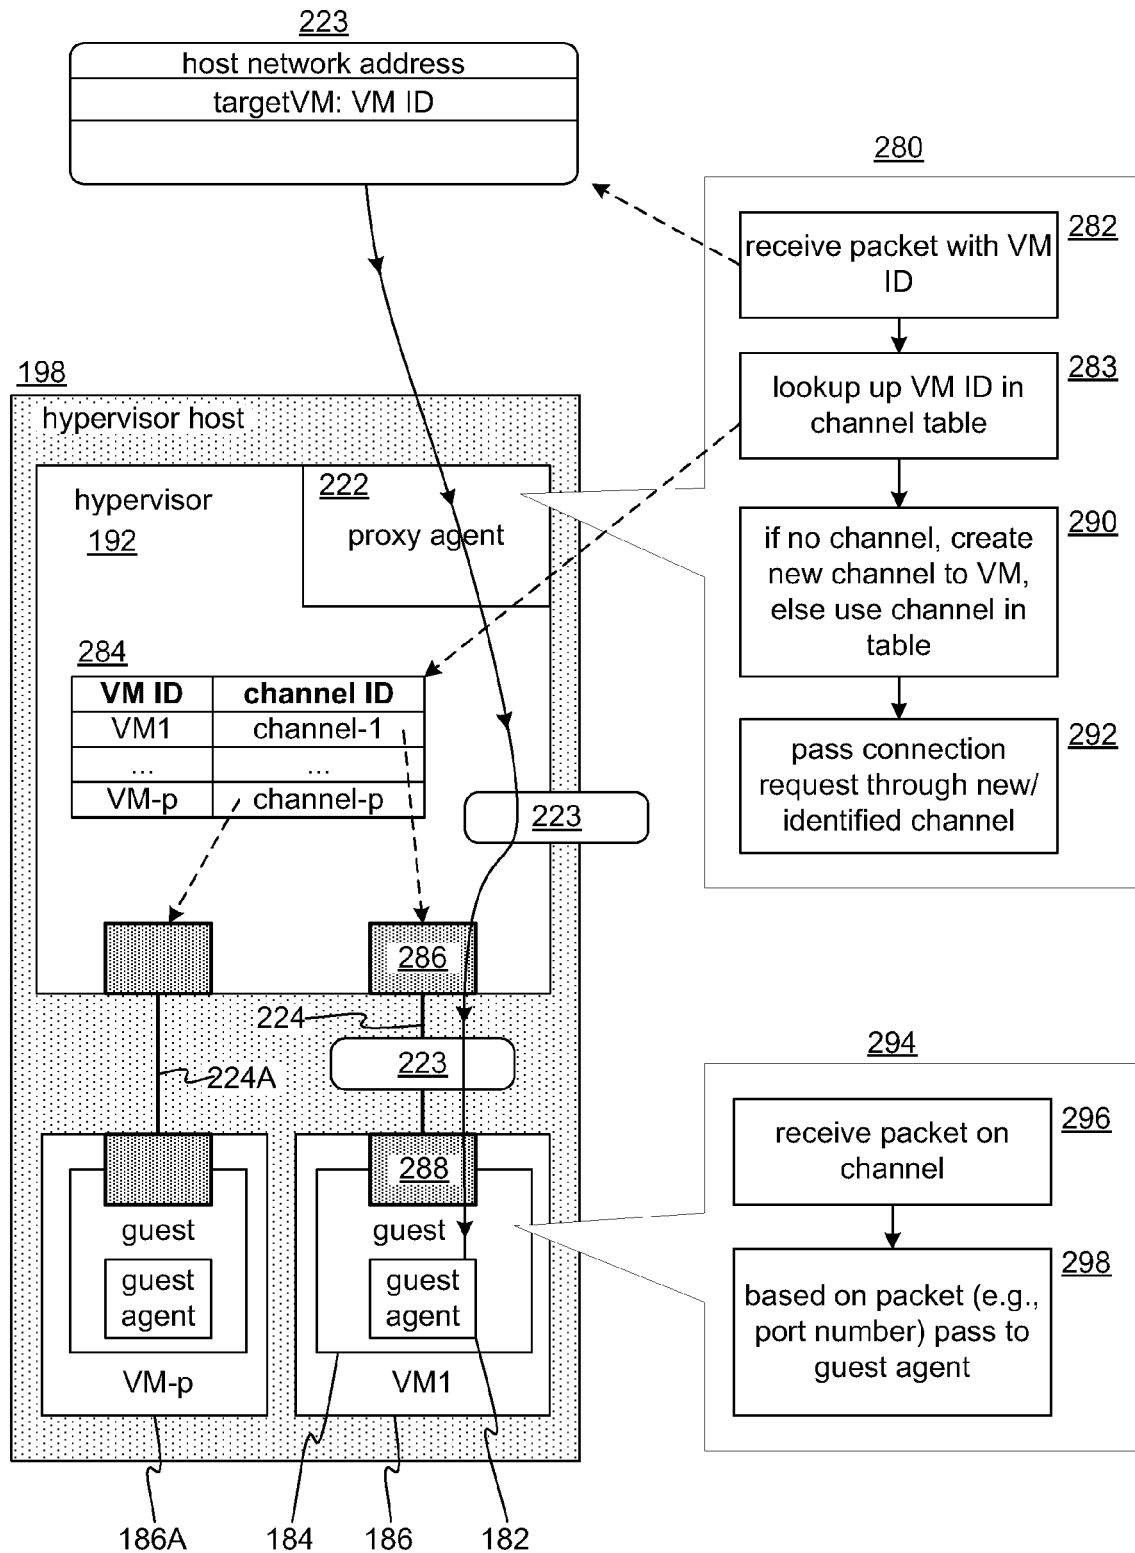 223
host network address
targetVM: VM ID
280
282
receive packet with VM
ID
283
lookup up VM ID in
channel table
290
if no channel, create
new channel to VM,
else use channel in
table
292
pass connection
request through new/
identified channel
198
hypervisor host
hypervisor
192
222
proxy agent
284
VM ID channel ID
VM1 channel-1
... ...
VM-p channel-p
223
286
224
223
224A
288
guest
guest
agent
VM-p
guest
guest
agent
VM1
294
296
receive packet on
channel
298
based on packet (e.g.,
port number) pass to
guest agent
186A
184
186
182